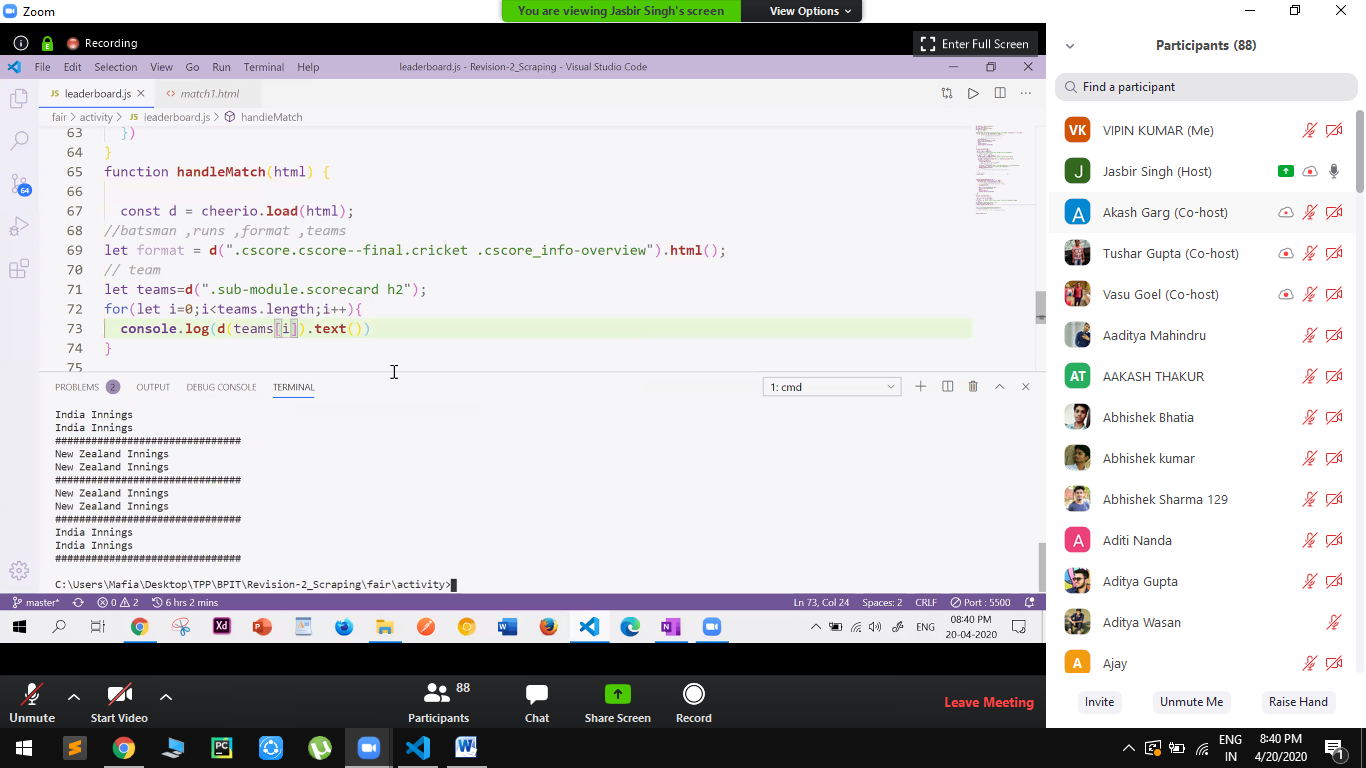 Zoom
You are viewing Jasbir Singh's screen View Options
Recording
Enter Full Screen
File Edit Selection View Go Run Terminal Help leaderboard.js - Revision-2_Scraping - Visual Studio Code
JS leaderboard.js <> match1.html
fair > activity > JS leaderboard.js > handleMatch
63 })
64 }
65 function handleMatch(html) {
66
67 const d = cheerio.load(html);
68 //batsman ,runs ,format ,teams
69 let format = d(".cscore.cscore--final.cricket .cscore_info-overview").html();
70 // team
71 let teams=d(".sub-module.scorecard h2");
72 for(let i=0;i<teams.length;i++){
73 console.log(d(teams[i]).text())
74 }
75
64
PROBLEMS 2 OUTPUT DEBUG CONSOLE TERMINAL 1: cmd
India Innings
India Innings
###############################
New Zealand Innings
New Zealand Innings
###############################
New Zealand Innings
New Zealand Innings
###############################
India Innings
India Innings
###############################
C:\Users\Mafia\Desktop\TPP\BPIT\Revision-2_Scraping\fair\activity>
master* 0 2 6 hrs 2 mins Ln 73, Col 24 Spaces: 2 CRLF Port : 5500
Xd
ENG
08:40 PM
20-04-2020
Participants (88)
Find a participant
VK VIPIN KUMAR (Me)
J Jasbir Singh (Host)
A Akash Garg (Co-host)
Tushar Gupta (Co-host)
Vasu Goel (Co-host)
Aaditya Mahindru
AT AAKASH THAKUR
Abhishek Bhatia
Abhishek kumar
Abhishek Sharma 129
A Aditi Nanda
Aditya Gupta
Aditya Wasan
A Ajay
Invite Unmute Me Raise Hand
Unmute Start Video Participants 88 Chat Share Screen Record Leave Meeting
PC
ENG
IN
8:40 PM
4/20/2020
1